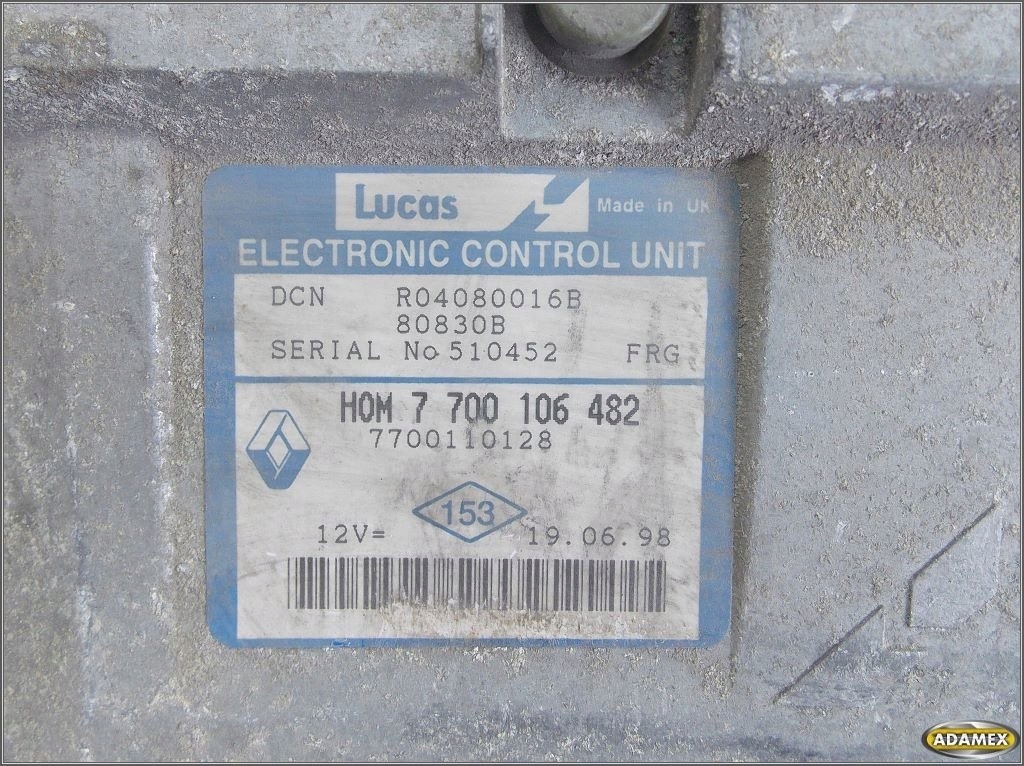 Lucas Made in UK
ELECTRONIC CONTROL UNIT
DCN R04080016B
80830B
SERIAL No 510452 FRG
HOM 7 700 106 482
7700110128
153
12V= 19.06.98
ADAMEX